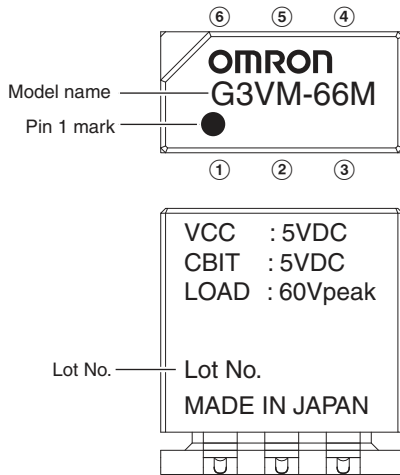 ⑥ ⑤ ④
OMRON
Model name G3VM-66M
Pin 1 mark
① ② ③
VCC : 5VDC
CBIT : 5VDC
LOAD : 60Vpeak
Lot No. Lot No.
MADE IN JAPAN